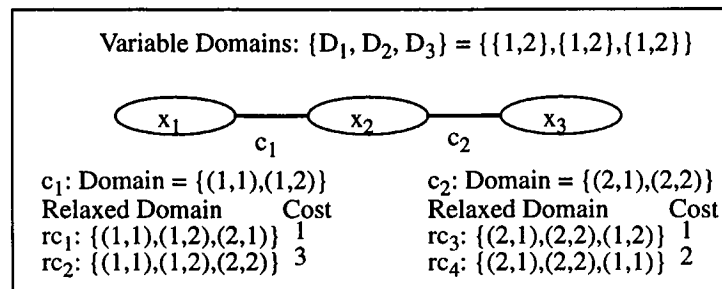 Variable Domains: {D₁, D₂, D₃} = {{1,2},{1,2},{1,2}}
x₁ x₂ x₃
c₁ c₂
c₁: Domain = {(1,1),(1,2)} c₂: Domain = {(2,1),(2,2)}
Relaxed Domain Cost Relaxed Domain Cost
rc₁: {(1,1),(1,2),(2,1)} 1 rc₃: {(2,1),(2,2),(1,2)} 1
rc₂: {(1,1),(1,2),(2,2)} 3 rc₄: {(2,1),(2,2),(1,1)} 2